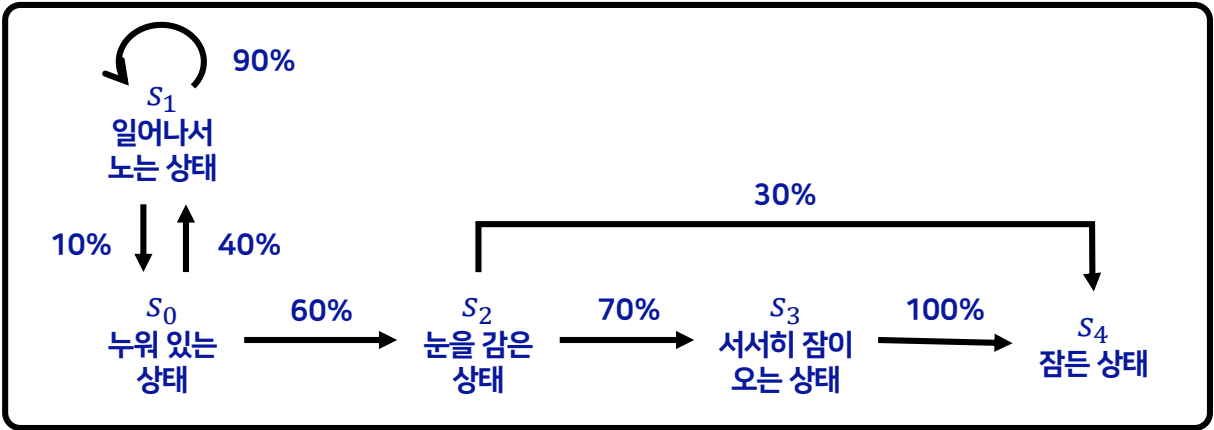 90%
s₁
일어나서
노는 상태
30%
10%
40%
s₀
누워 있는
상태
60%
s₂
눈을 감은
상태
70%
s₃
서서히 잠이
오는 상태
100%
s₄
잠든 상태